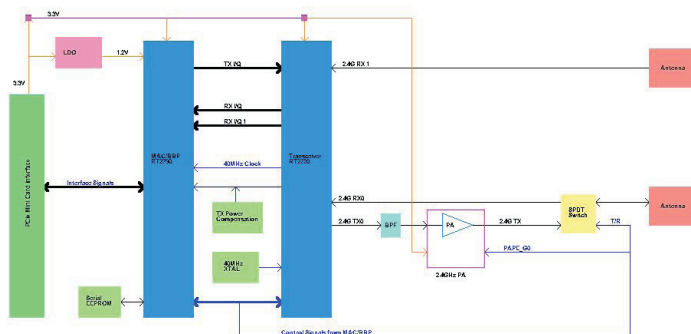 3.3V
LDO
1.2V
3.3V
TX I/Q
2.4G RX 1
Antenna
RX I/Q
RX I/Q 1
MAC/BBP
RT2790
Transceiver
40MHz Clock
PCIe Mini Card Interface
Interface Signals
2.4G RX0
SPDT
Switch
Antenna
TX Power
Compensation
2.4G TX0
BPF
PA
2.4G TX
T/R
PAPE_G0
40MHz
XTAL
2.4GHz PA
Serial
EEPROM
Control Signals from MAC/BBP